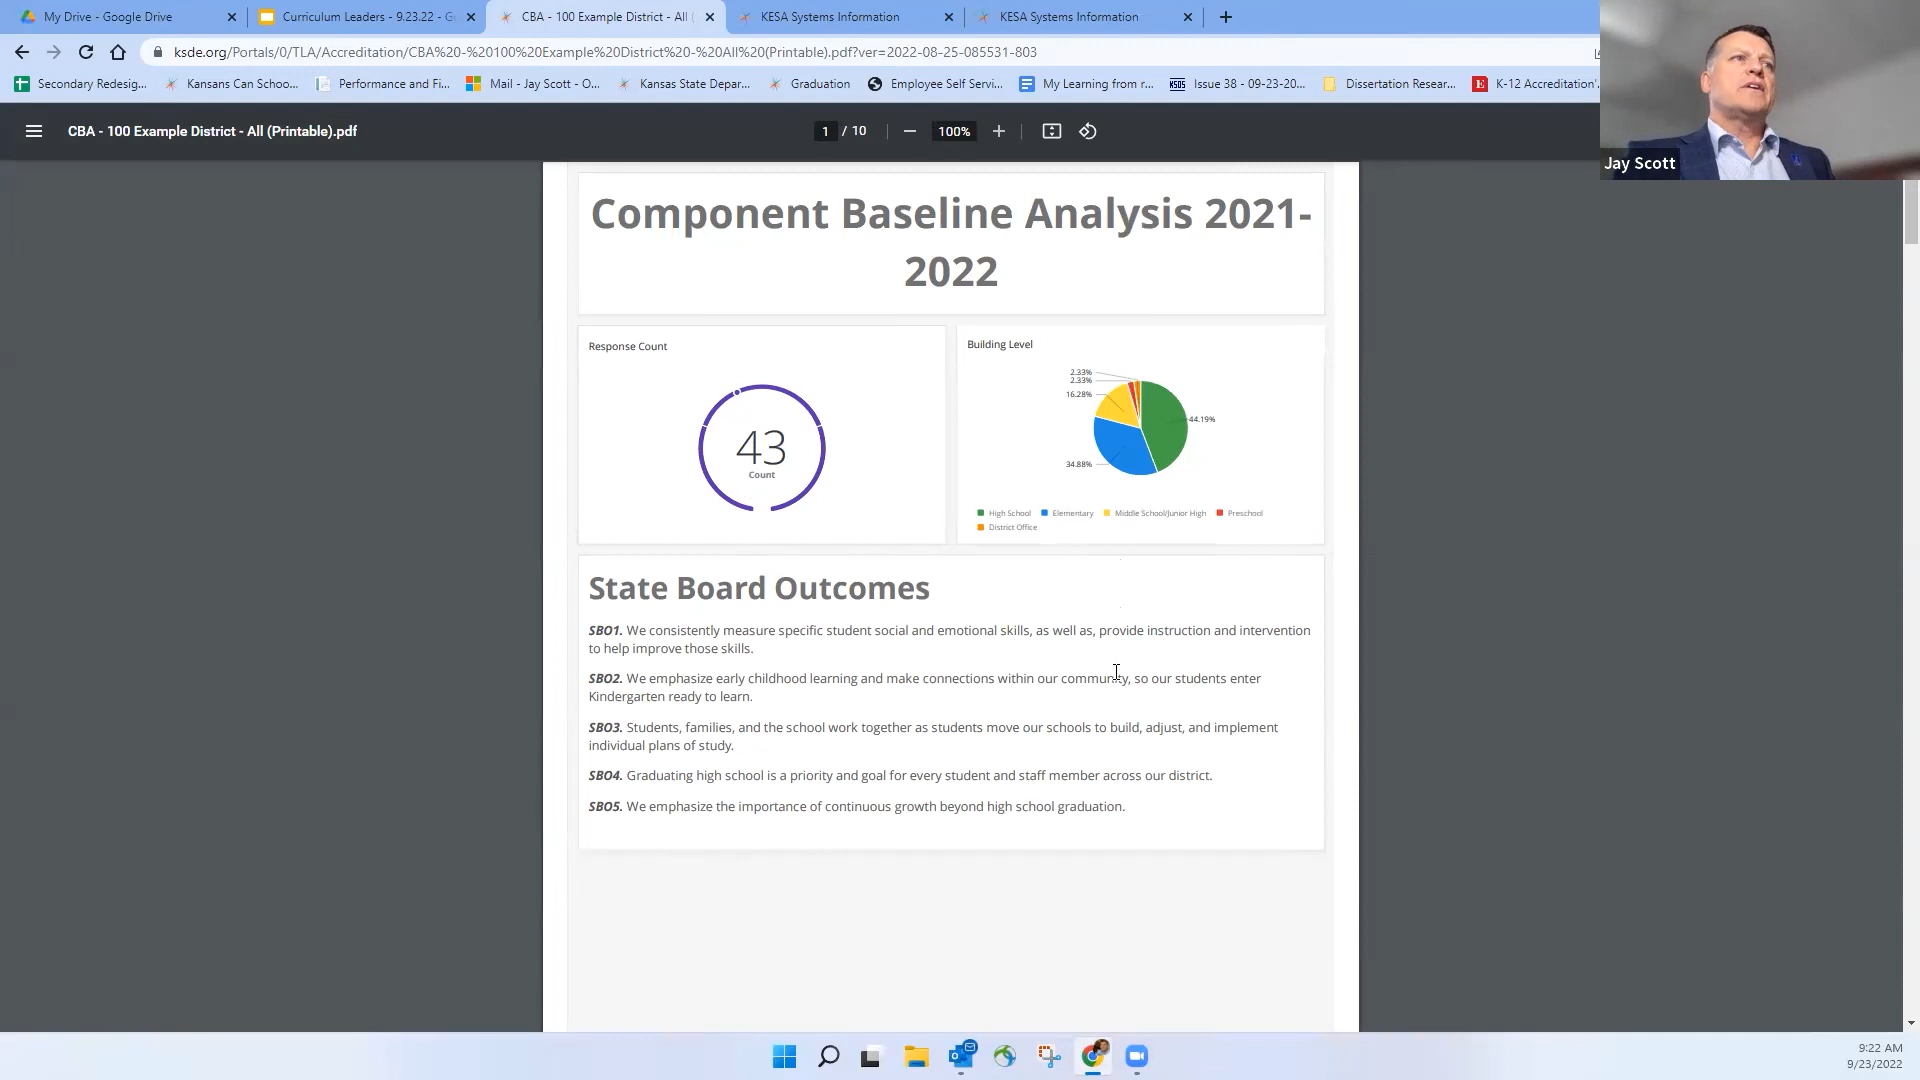 My Drive - Google Drive
Curriculum Leaders - 9.23.22 - G
CBA - 100 Example District - All (
KESA Systems Information
KESA Systems Information
ksde.org/Portals/0/TLA/Accreditation/CBA%20-%20100%20Example%20District%20-%20All%20(Printable).pdf?ver=2022-08-25-085531-803
Secondary Redesig...
Kansans Can Schoo...
Performance and Fi...
Mail - Jay Scott - O...
Kansas State Depar...
Graduation
Employee Self Servi...
My Learning from r...
KSDE
Issue 38 - 09-23-20...
Dissertation Resear...
K-12 Accreditation'
CBA - 100 Example District - All (Printable).pdf
1 / 10
100%
Jay Scott
Component Baseline Analysis 2021-
2022
Response Count
43
Count
Building Level
2.33%
2.33%
16.28%
44.19%
34.88%
High School Elementary Middle School/Junior High Preschool
District Office
State Board Outcomes
SBO1. We consistently measure specific student social and emotional skills, as well as, provide instruction and intervention
to help improve those skills.
SBO2. We emphasize early childhood learning and make connections within our community, so our students enter
Kindergarten ready to learn.
SBO3. Students, families, and the school work together as students move our schools to build, adjust, and implement
individual plans of study.
SBO4. Graduating high school is a priority and goal for every student and staff member across our district.
SBO5. We emphasize the importance of continuous growth beyond high school graduation.
9:22 AM
9/23/2022